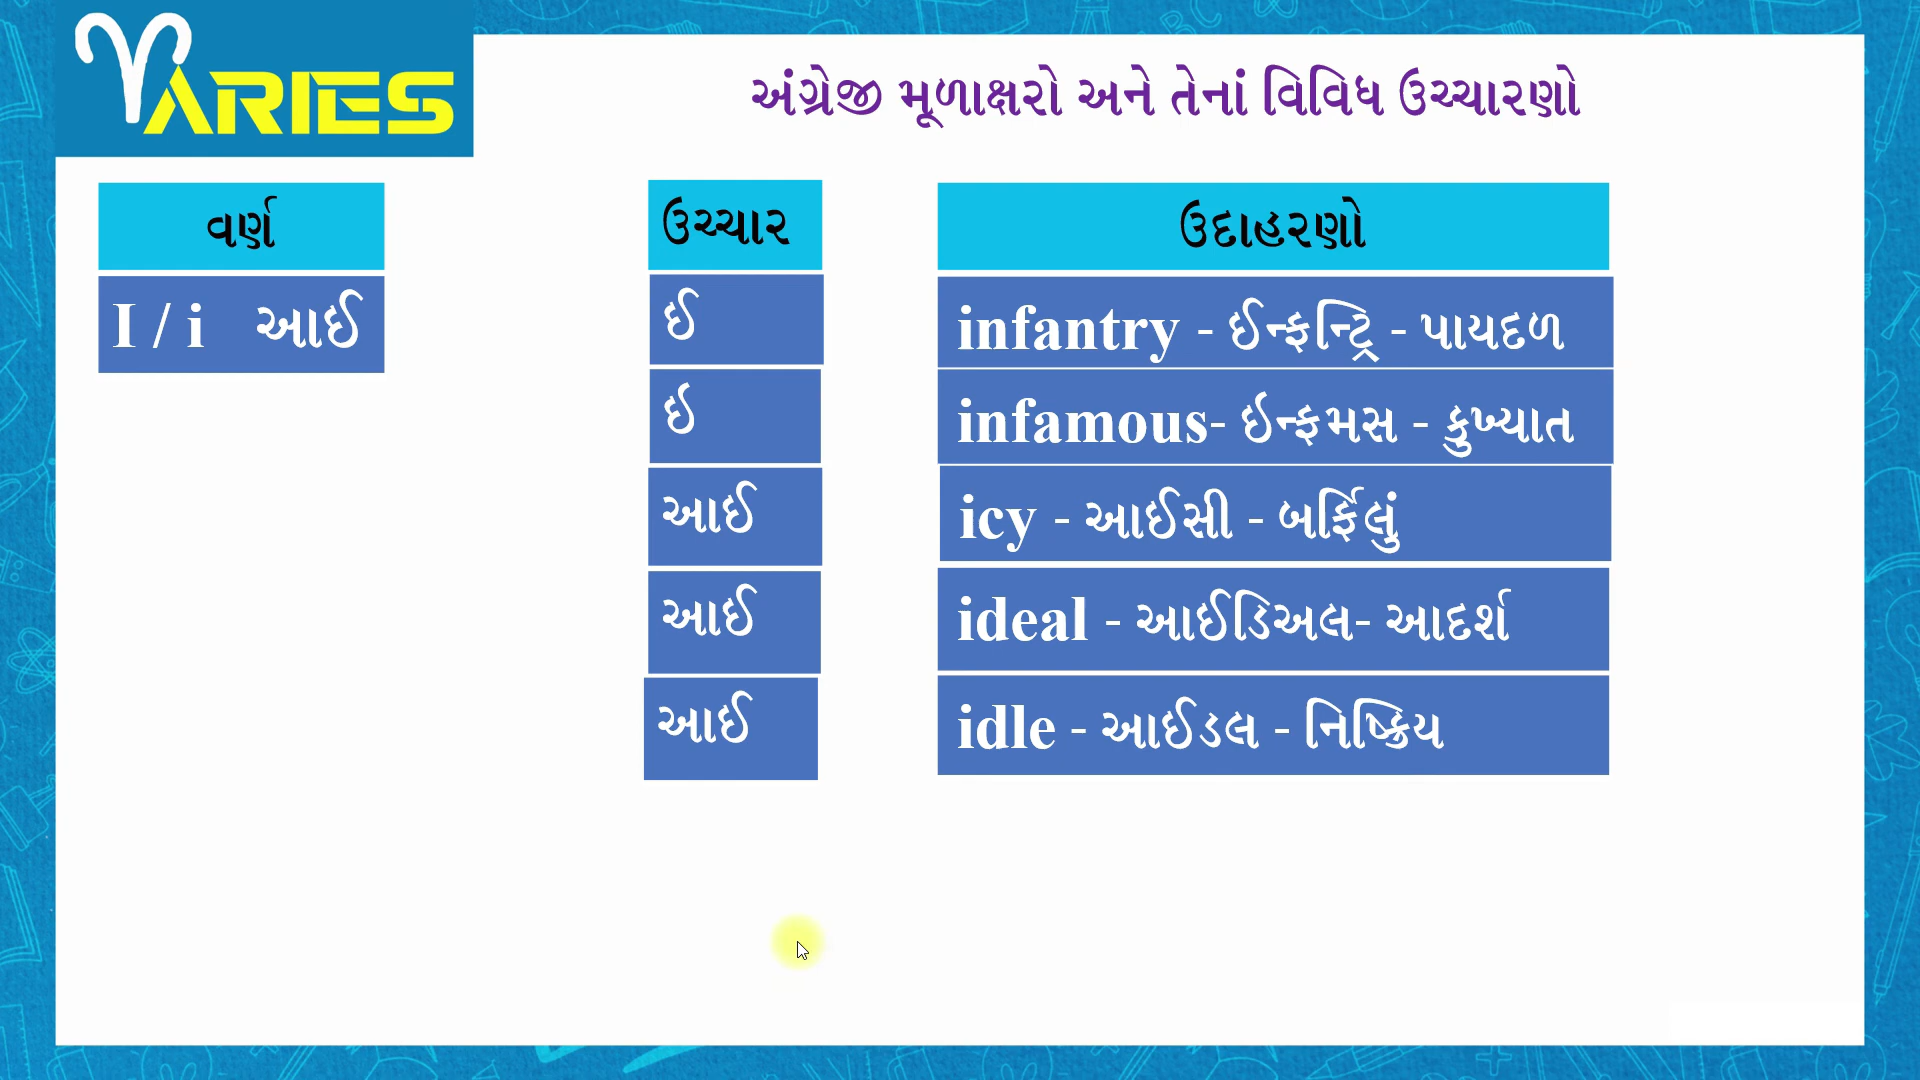 ARIES
અંગ્રેજી મૂળાક્ષરો અને તેનાં વિવિધ ઉચ્ચારણો
વર્ણ ઉચ્ચાર ઉદાહરણો
I / i આઈ ઈ infantry - ઈન્ફન્ટ્રિ - પાયદળ
ઈ infamous- ઈન્ફમસ - કુખ્યાત
આઈ icy - આઈસી - બર્ફિલું
આઈ ideal - આઈડિઅલ- આદર્શ
આઈ idle - આઈડલ - નિષ્ક્રિય